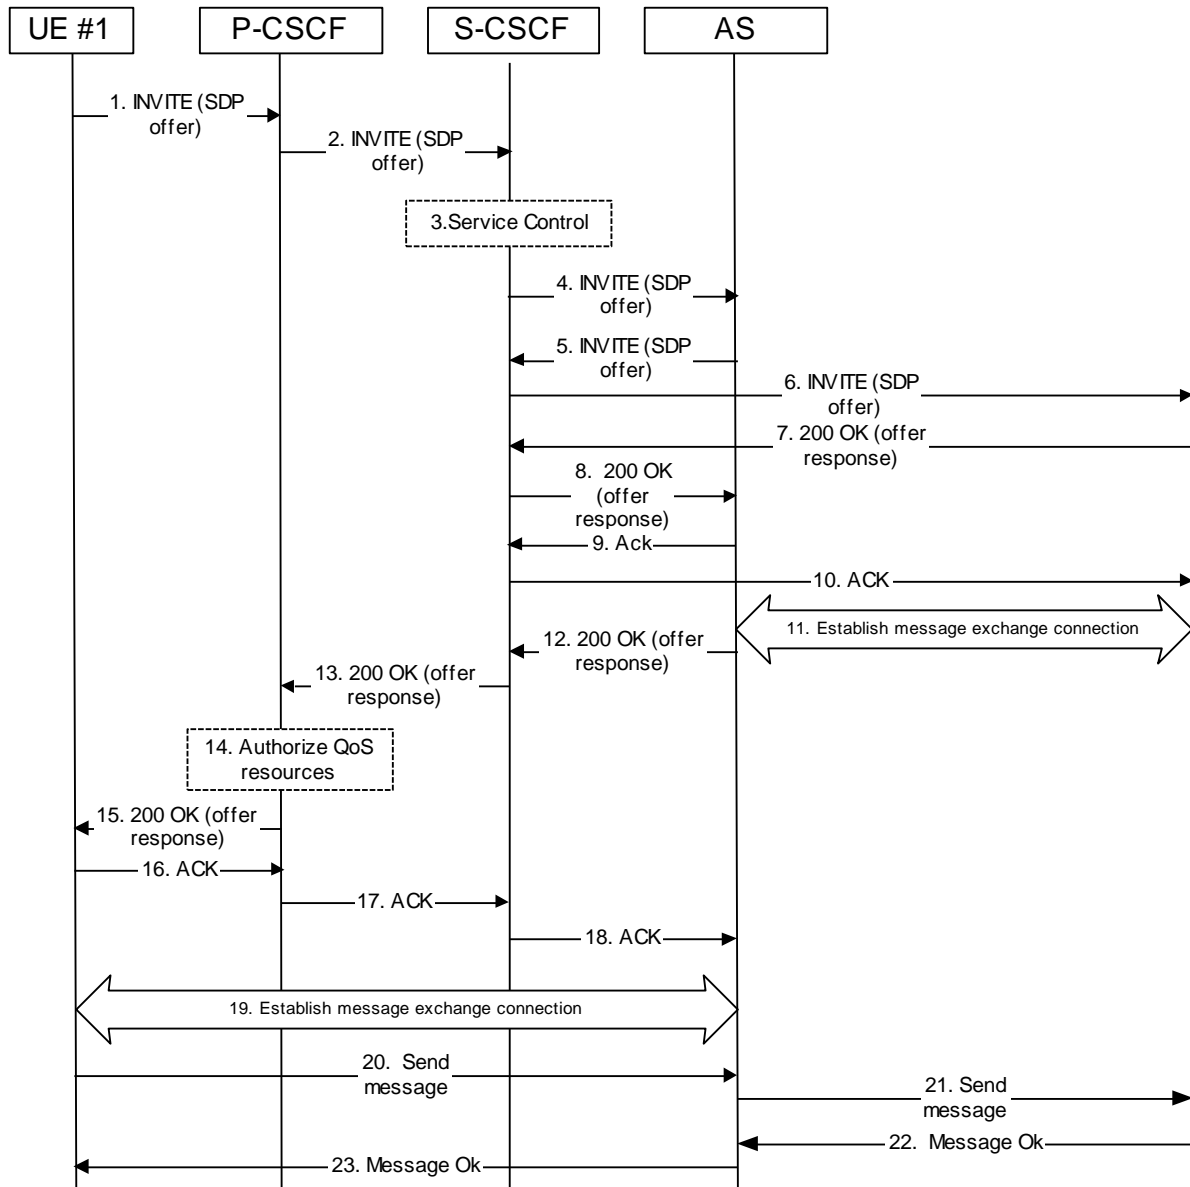 UE #1
P-CSCF
S-CSCF
AS
1. INVITE (SDP
offer)
2. INVITE (SDP
offer)
3.Service Control
4. INVITE (SDP
offer)
5. INVITE (SDP
offer)
6. INVITE (SDP
offer)
7. 200 OK (offer
response)
8. 200 OK
(offer
response)
9. Ack
10. ACK
11. Establish message exchange connection
12. 200 OK (offer
response)
13. 200 OK (offer
response)
14. Authorize QoS
resources
15. 200 OK (offer
response)
16. ACK
17. ACK
18. ACK
19. Establish message exchange connection
20. Send
message
21. Send
message
22. Message Ok
23. Message Ok